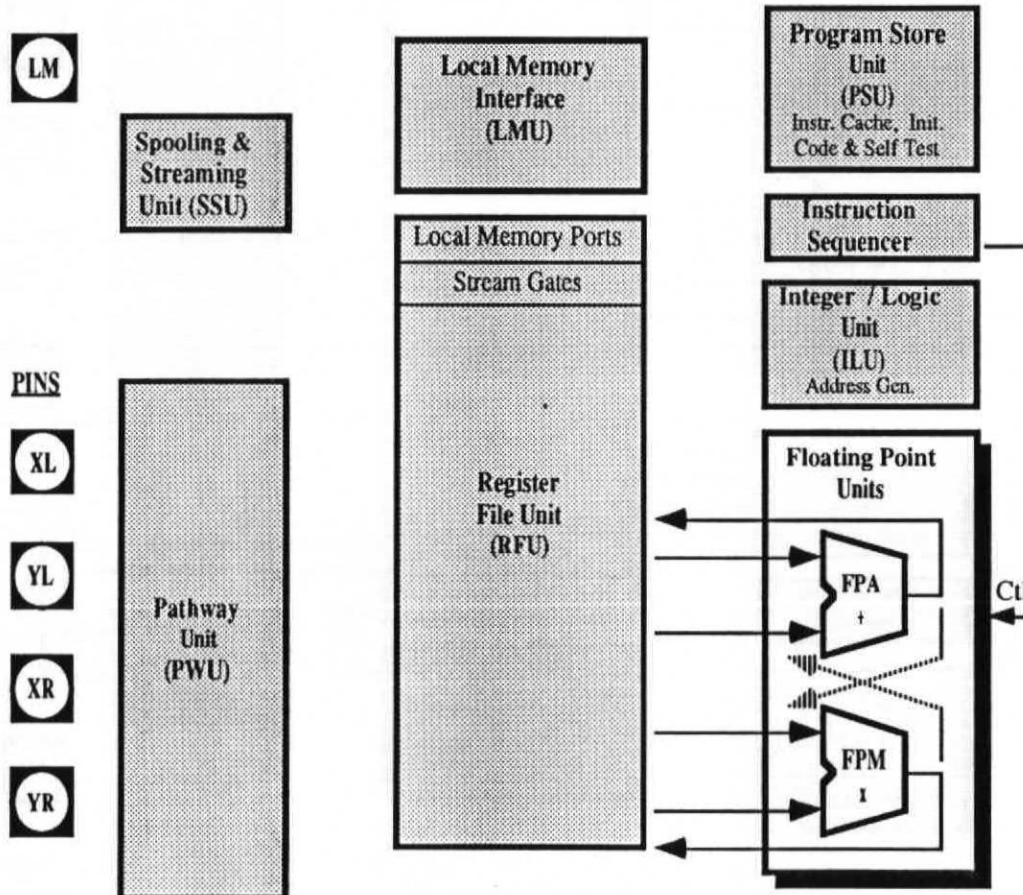 LM
Spooling &
Streaming
Unit (SSU)
Local Memory
Interface
(LMU)
Program Store
Unit
(PSU)
Instr. Cache, Init.
Code & Self Test
Local Memory Ports
Stream Gates
Instruction
Sequencer
Integer / Logic
Unit
(ILU)
Address Gen.
PINS
XL
YL
XR
YR
Pathway
Unit
(PWU)
Register
File Unit
(RFU)
Floating Point
Units
FPA
+
FPM
x